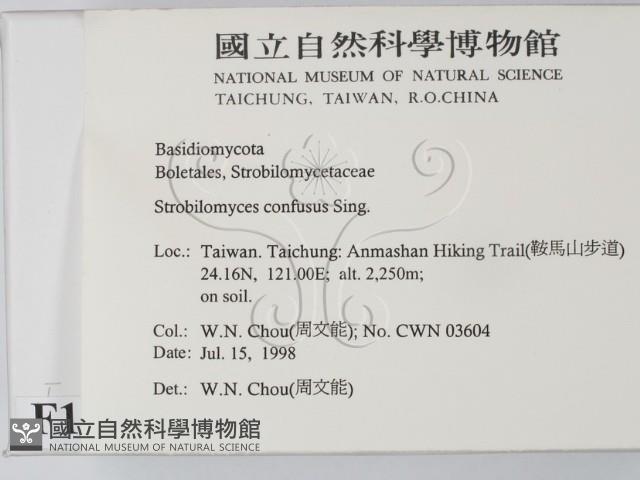 國立自然科學博物館
NATIONAL MUSEUM OF NATURAL SCIENCE
TAICHUNG, TAIWAN, R.O.CHINA
Basidiomycota
Boletales, Strobilomycetaceae
Strobilomyces confusus Sing.
Loc.: Taiwan. Taichung: Anmashan Hiking Trail(鞍馬山步道)
24.16N, 121.00E; alt. 2,250m;
on soil.
Col.: W.N. Chou(周文能); No. CWN 03604
Date: Jul. 15, 1998
Det.: W.N. Chou(周文能)
F1
國立自然科學博物館
NATIONAL MUSEUM OF NATURAL SCIENCE